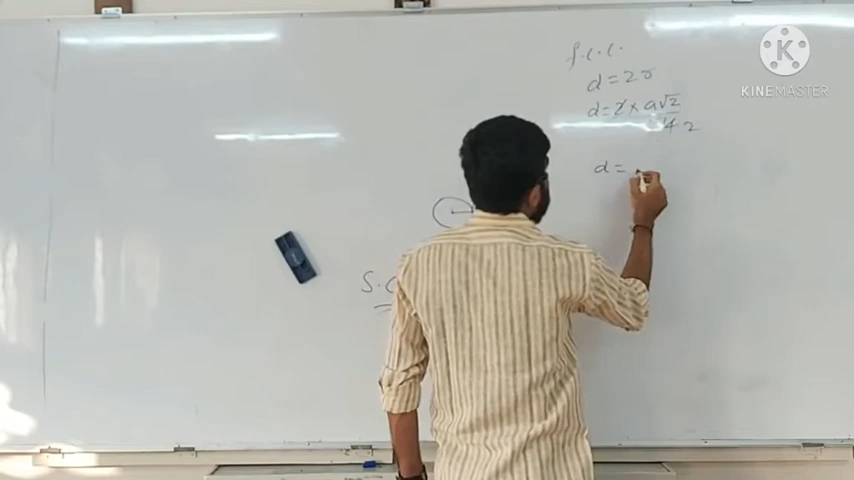 f.c.c.
d = 2r
d = 2 × a√2 / 4 2
d =
S.C
K
KINEMASTER